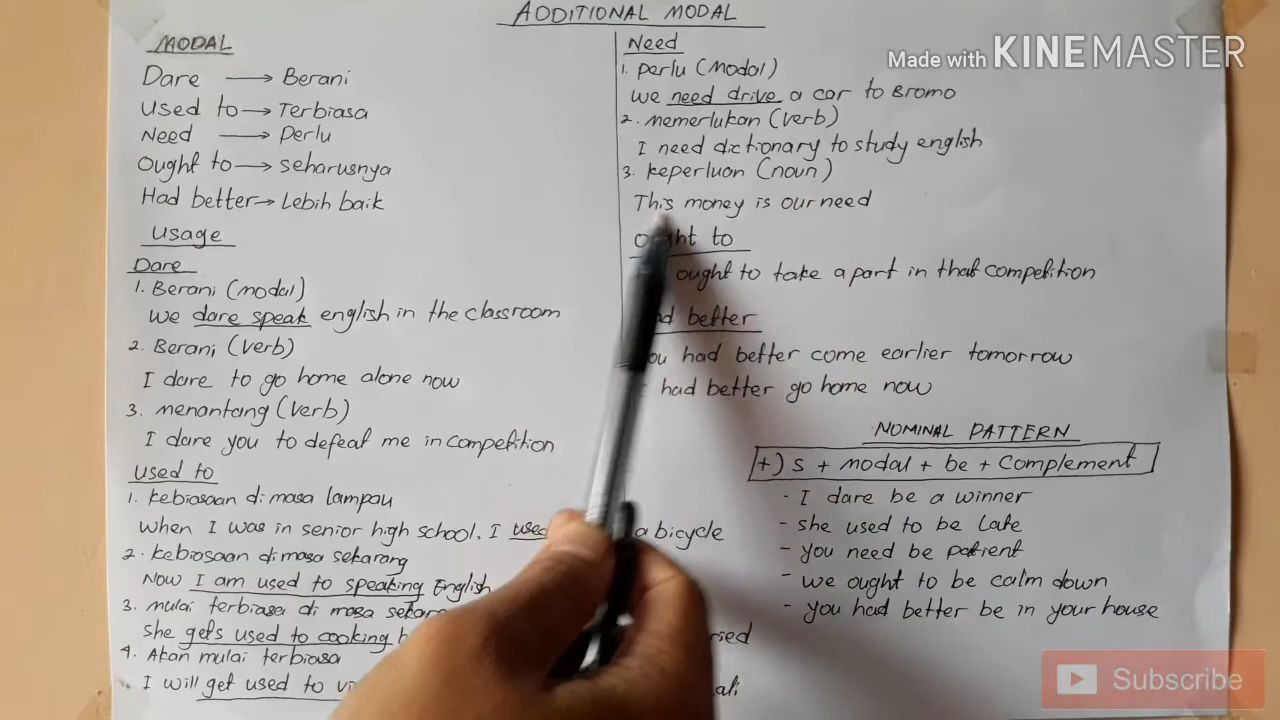 ADDITIONAL MODAL
MODAL
Dare → Berani
Used to → Terbiasa
Need → Perlu
Ought to → seharusnya
Had better → Lebih baik
Usage
Dare
1. Berani (modal)
we dare speak english in the classroom
2. Berani (verb)
I dare to go home alone now
3. menantang (verb)
I dare you to defeat me in competition
used to
1. kebiasaan di masa lampau
when I was in senior high school, I used a bicycle
2. kebiasaan di masa sekarang
Now I am used to speaking English
3. mulai terbiasa di masa
she gets used to cooking
4. Akan mulai terbiasa
I will get used to
Need
1. perlu (modal)
we need drive a car to Bromo
2. memerlukan (verb)
I need dictionary to study english
3. keperluan (noun)
This money is our need
ought to
ought to take a part in that competition
had better
you had better come earlier tomorrow
had better go home now
NOMINAL PATTERN
+) s + modal + be + complement
- I dare be a winner
- she used to be late
- you need be patient
- we ought to be calm down
- you had better be in your house
Made with KINEMASTER
Subscribe